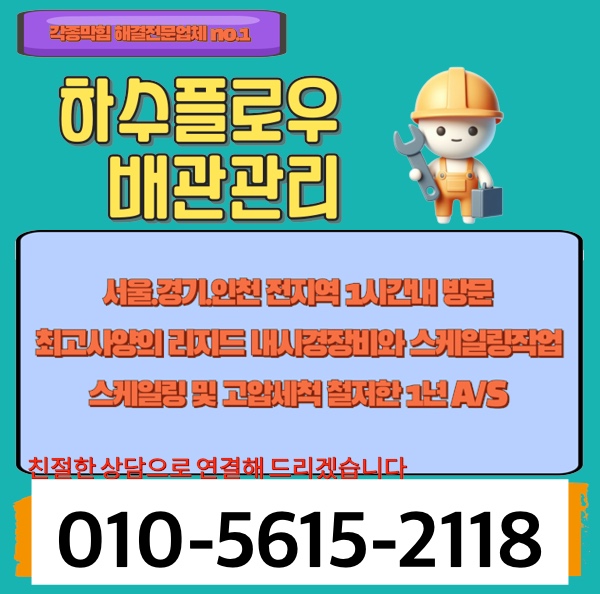 각종막힘 해결전문업체 no.1
하수플로우
배관관리
서울,경기,인천 전지역 1시간내 방문
최고사양의 리지드 내시경장비와 스케일링작업
스케일링 및 고압세척 철저한 1년 A/S
친절한 상담으로 연결해 드리겠습니다
010-5615-2118